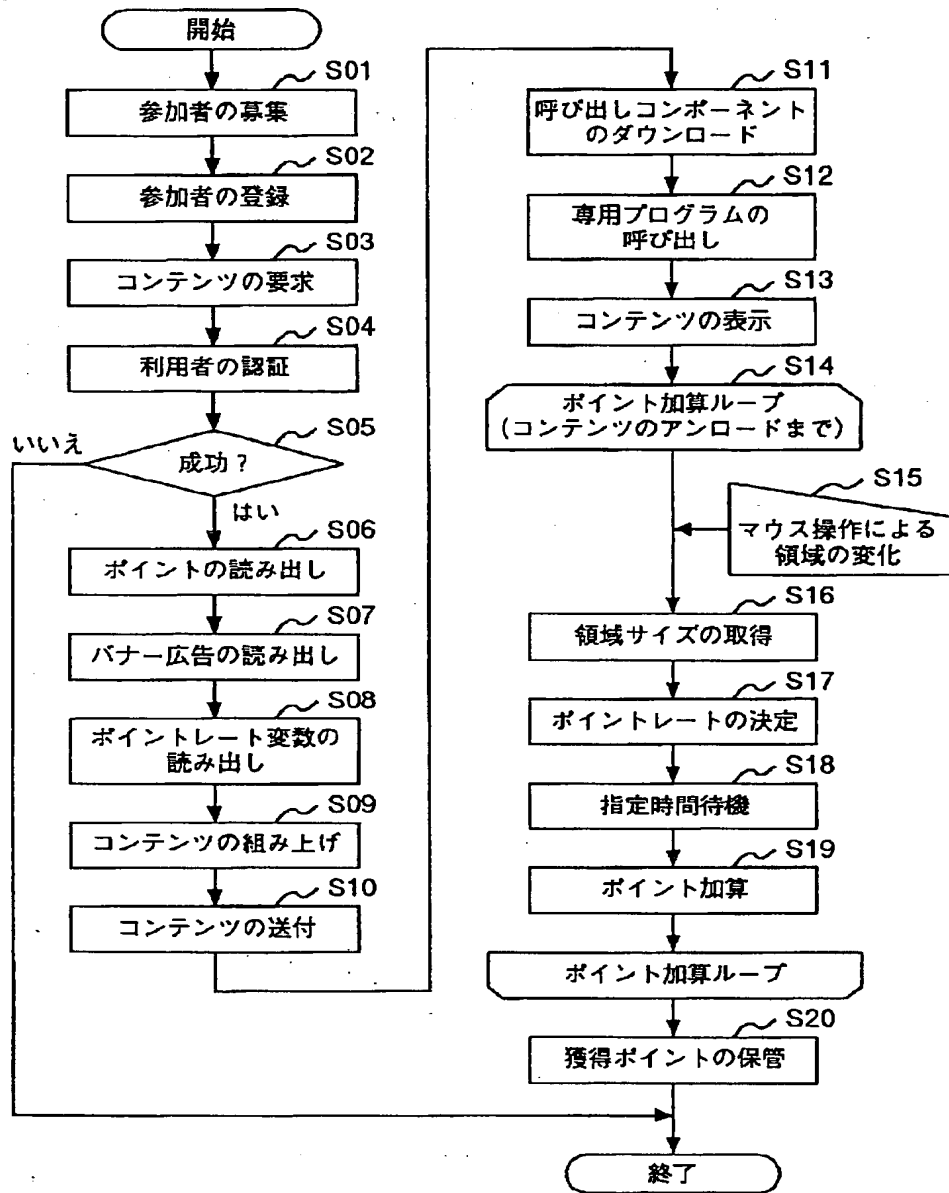 開始
S01
参加者の募集
S02
参加者の登録
S03
コンテンツの要求
S04
利用者の認証
S05
いいえ
成功?
はい
S06
ポイントの読み出し
S07
バナー広告の読み出し
S08
ポイントレート変数の
読み出し
S09
コンテンツの組み上げ
S10
コンテンツの送付
S11
呼び出しコンポーネント
のダウンロード
S12
専用プログラムの
呼び出し
S13
コンテンツの表示
S14
ポイント加算ループ
(コンテンツのアンロードまで)
S15
マウス操作による
領域の変化
S16
領域サイズの取得
S17
ポイントレートの決定
S18
指定時間待機
S19
ポイント加算
ポイント加算ループ
S20
獲得ポイントの保管
終了